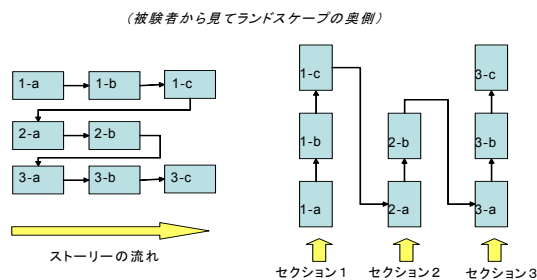 (被験者から見てランドスケープの奥側)
1-a 1-b 1-c
2-a 2-b
3-a 3-b 3-c
ストーリーの流れ
1-c 3-c
1-b 2-b 3-b
1-a 2-a 3-a
セクション1 セクション2 セクション3